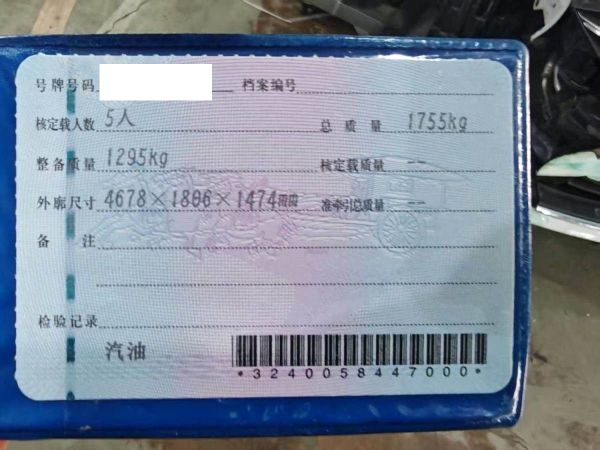 号牌号码 档案编号
核定载人数 5人 总质量 1755kg
整备质量 1295kg 核定载质量 --
外廓尺寸 4678×1806×1474mm 准牵引总质量 --
备注
检验记录
汽油
*3240058447000*